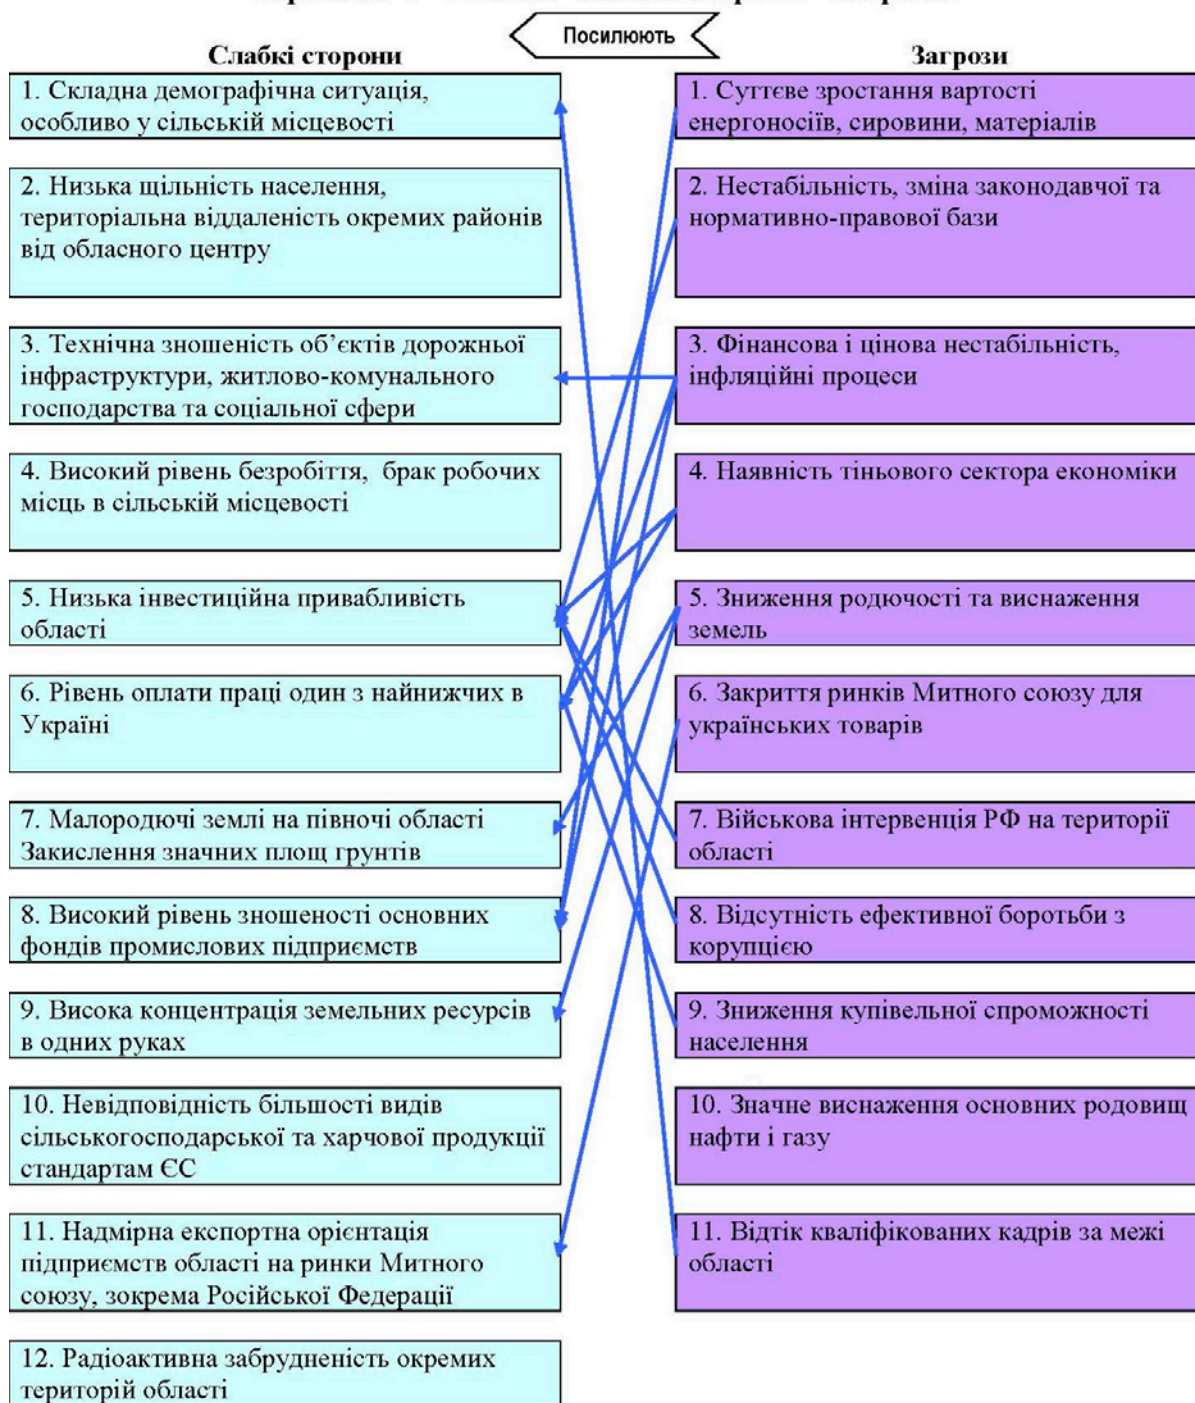 Посилюють
Слабкі сторони
Загрози
1. Складна демографічна ситуація,
особливо у сільській місцевості
2. Низька щільність населення,
територіальна віддаленість окремих районів
від обласного центру
3. Технічна зношеність об’єктів дорожньої
інфраструктури, житлово-комунального
господарства та соціальної сфери
4. Високий рівень безробіття, брак робочих
місць в сільській місцевості
5. Низька інвестиційна привабливість
області
6. Рівень оплати праці один з найнижчих в
Україні
7. Малородючі землі на півночі області
Закислення значних площ грунтів
8. Високий рівень зношеності основних
фондів промислових підприємств
9. Висока концентрація земельних ресурсів
в одних руках
10. Невідповідність більшості видів
сільськогосподарської та харчової продукції
стандартам ЄС
11. Надмірна експортна орієнтація
підприємств області на ринки Митного
союзу, зокрема Російської Федерації
12. Радіоактивна забрудненість окремих
територій області
1. Суттєве зростання вартості
енергоносіїв, сировини, матеріалів
2. Нестабільність, зміна законодавчої та
нормативно-правової бази
3. Фінансова і цінова нестабільність,
інфляційні процеси
4. Наявність тіньового сектора економіки
5. Зниження родючості та виснаження
земель
6. Закриття ринків Митного союзу для
українських товарів
7. Військова інтервенція РФ на території
області
8. Відсутність ефективної боротьби з
корупцією
9. Зниження купівельної спроможності
населення
10. Значне виснаження основних родовищ
нафти і газу
11. Відтік кваліфікованих кадрів за межі
області